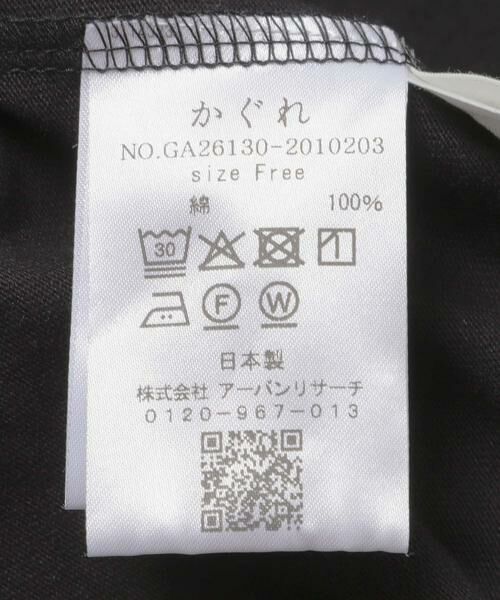 かぐれ
NO.GA26130-2010203
size Free
綿 100%
30
F W
日本製
株式会社 アーバンリサーチ
0120-967-013